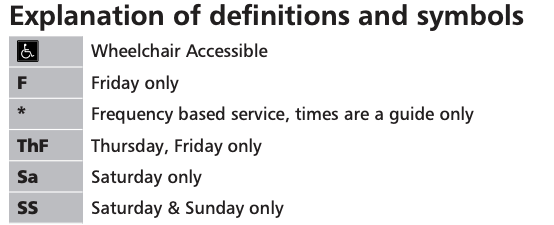 Explanation of definitions and symbols
Wheelchair Accessible
F Friday only
* Frequency based service, times are a guide only
ThF Thursday, Friday only
Sa Saturday only
SS Saturday & Sunday only